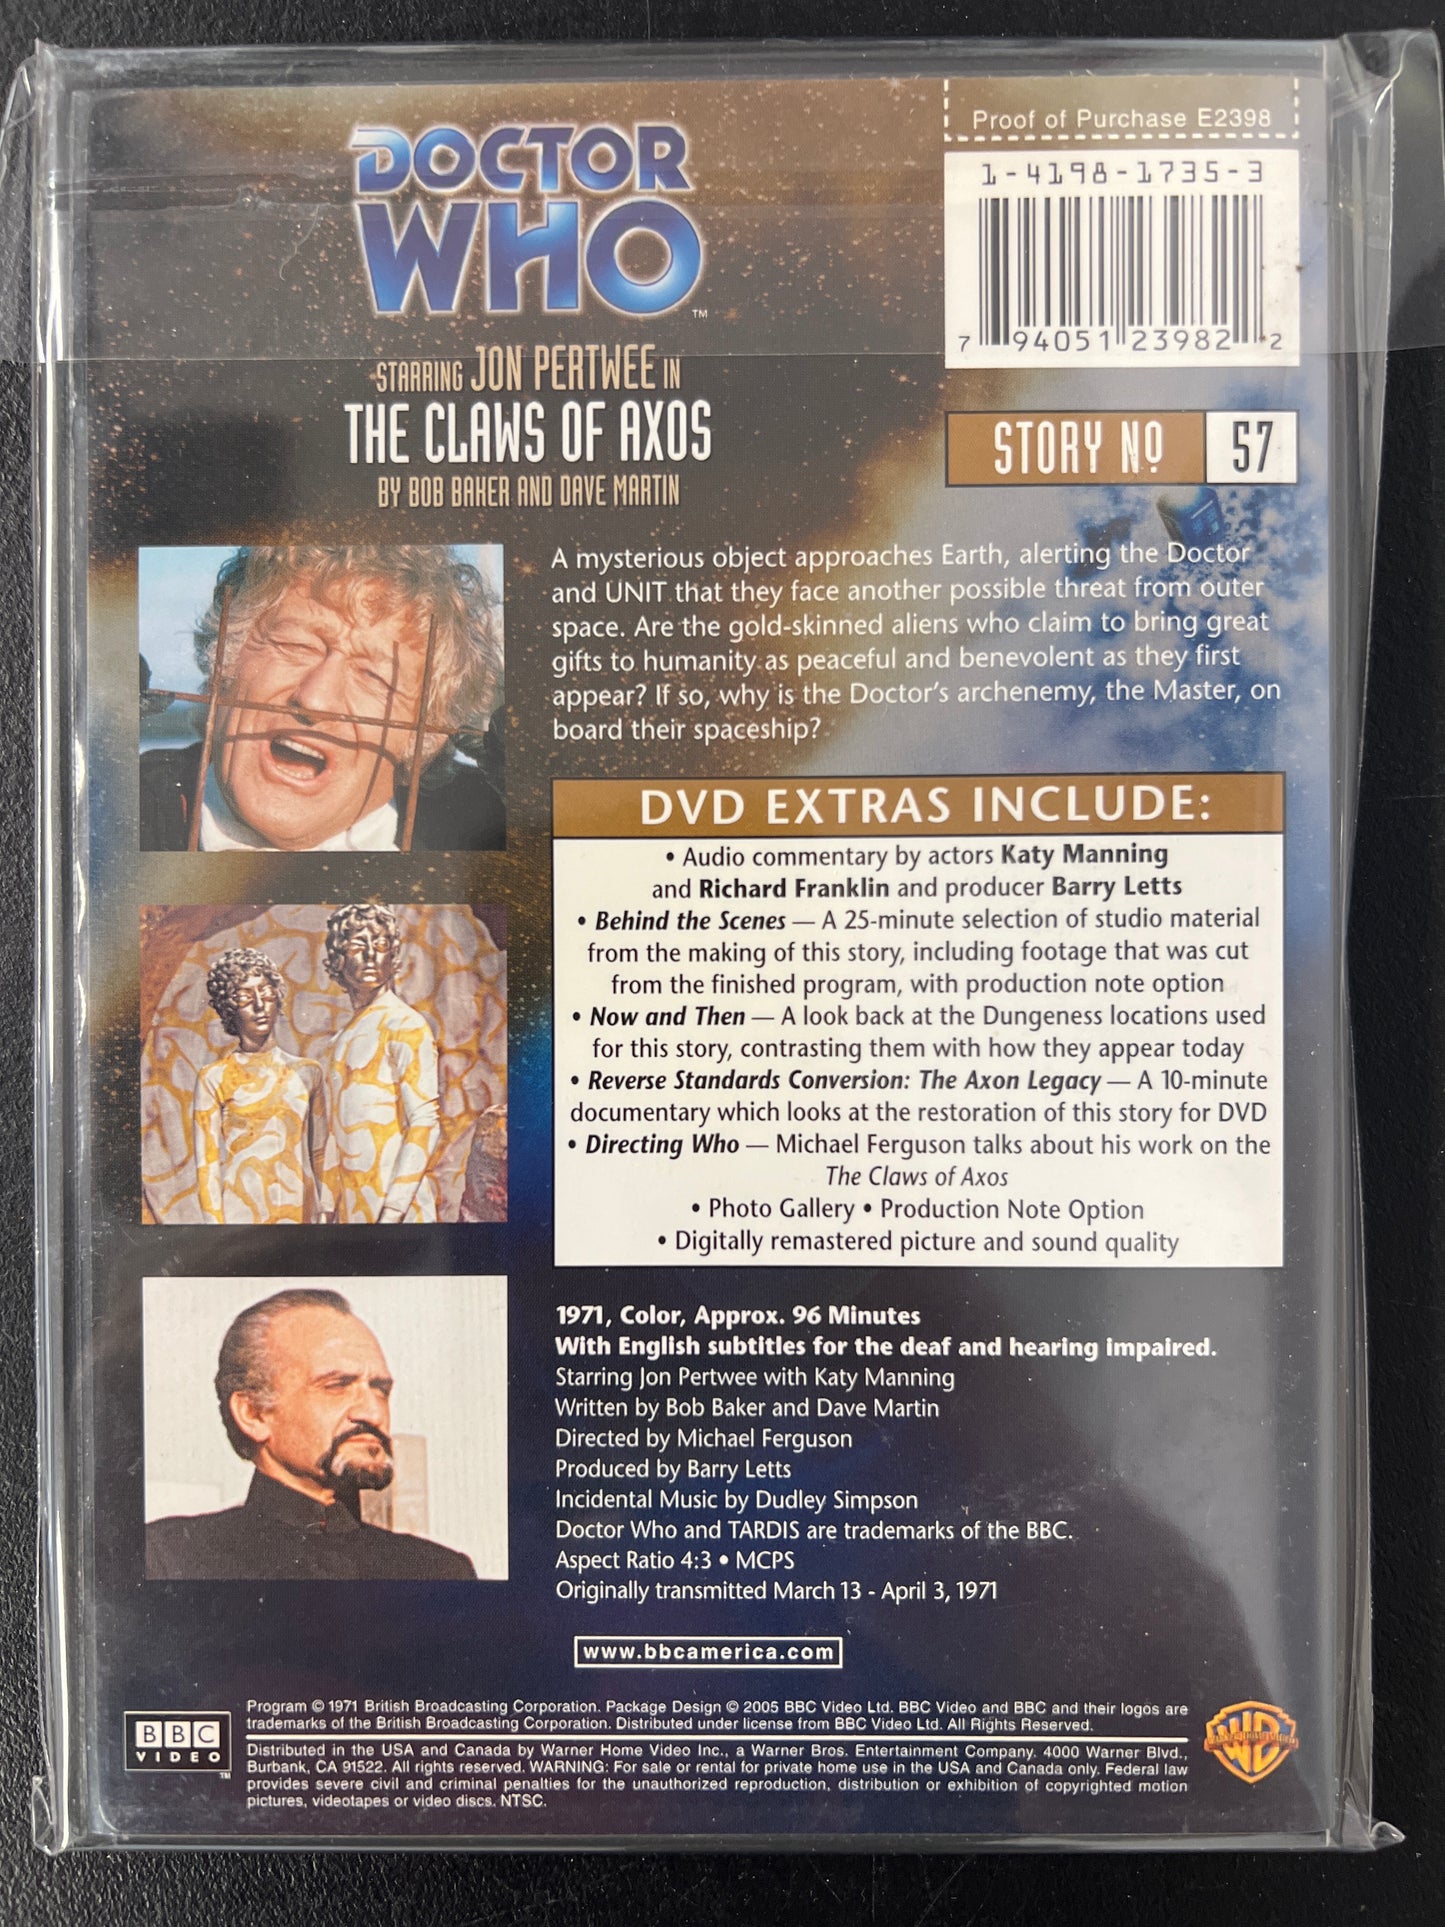 Proof of Purchase E2398
1-4198-1735-3
7 94051 23982 2
DOCTOR
WHO
TM
STARRING JON PERTWEE IN
THE CLAWS OF AXOS
BY BOB BAKER AND DAVE MARTIN
STORY Nº 57
A mysterious object approaches Earth, alerting the Doctor
and UNIT that they face another possible threat from outer
space. Are the gold-skinned aliens who claim to bring great
gifts to humanity as peaceful and benevolent as they first
appear? If so, why is the Doctor's archenemy, the Master, on
board their spaceship?
DVD EXTRAS INCLUDE:
• Audio commentary by actors Katy Manning
and Richard Franklin and producer Barry Letts
• Behind the Scenes — A 25-minute selection of studio material
from the making of this story, including footage that was cut
from the finished program, with production note option
• Now and Then — A look back at the Dungeness locations used
for this story, contrasting them with how they appear today
• Reverse Standards Conversion: The Axon Legacy — A 10-minute
documentary which looks at the restoration of this story for DVD
• Directing Who — Michael Ferguson talks about his work on the
The Claws of Axos
• Photo Gallery • Production Note Option
• Digitally remastered picture and sound quality
1971, Color, Approx. 96 Minutes
With English subtitles for the deaf and hearing impaired.
Starring Jon Pertwee with Katy Manning
Written by Bob Baker and Dave Martin
Directed by Michael Ferguson
Produced by Barry Letts
Incidental Music by Dudley Simpson
Doctor Who and TARDIS are trademarks of the BBC.
Aspect Ratio 4:3 • MCPS
Originally transmitted March 13 - April 3, 1971
www.bbcamerica.com
BBC
VIDEO
TM
Program © 1971 British Broadcasting Corporation. Package Design © 2005 BBC Video Ltd. BBC Video and BBC and their logos are
trademarks of the British Broadcasting Corporation. Distributed under license from BBC Video Ltd. All Rights Reserved.
Distributed in the USA and Canada by Warner Home Video Inc., a Warner Bros. Entertainment Company. 4000 Warner Blvd.,
Burbank, CA 91522. All rights reserved. WARNING: For sale or rental for private home use in the USA and Canada only. Federal law
provides severe civil and criminal penalties for the unauthorized reproduction, distribution or exhibition of copyrighted motion
pictures, videotapes or video discs. NTSC.
WB